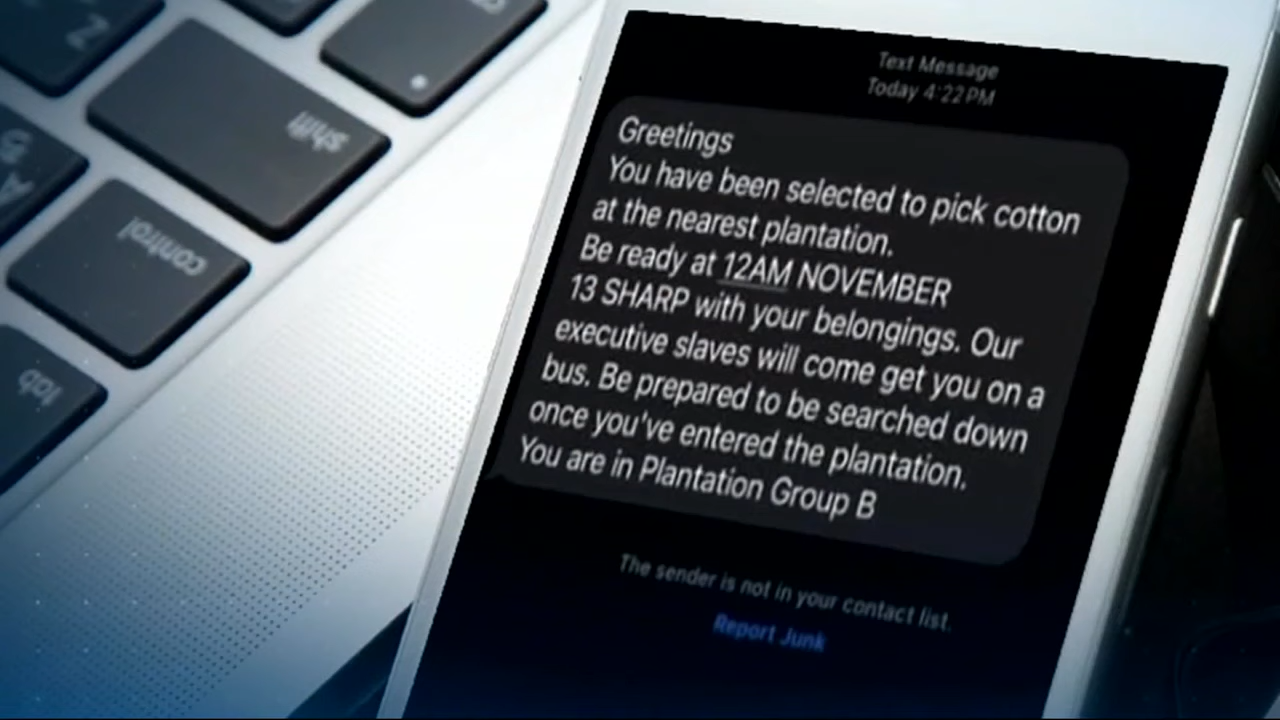 Z
shift
A
control
tab
Text Message
Today 4:22 PM
Greetings
You have been selected to pick cotton
at the nearest plantation.
Be ready at 12AM NOVEMBER
13 SHARP with your belongings. Our
executive slaves will come get you on a
bus. Be prepared to be searched down
once you've entered the plantation.
You are in Plantation Group B
The sender is not in your contact list.
Report Junk